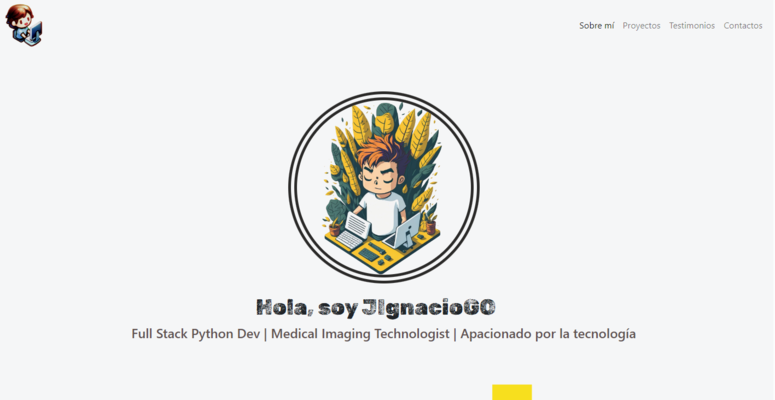 Sobre mí Proyectos Testimonios Contactos
Hola, soy JIgnacioGO
Full Stack Python Dev | Medical Imaging Technologist | Apacionado por la tecnología